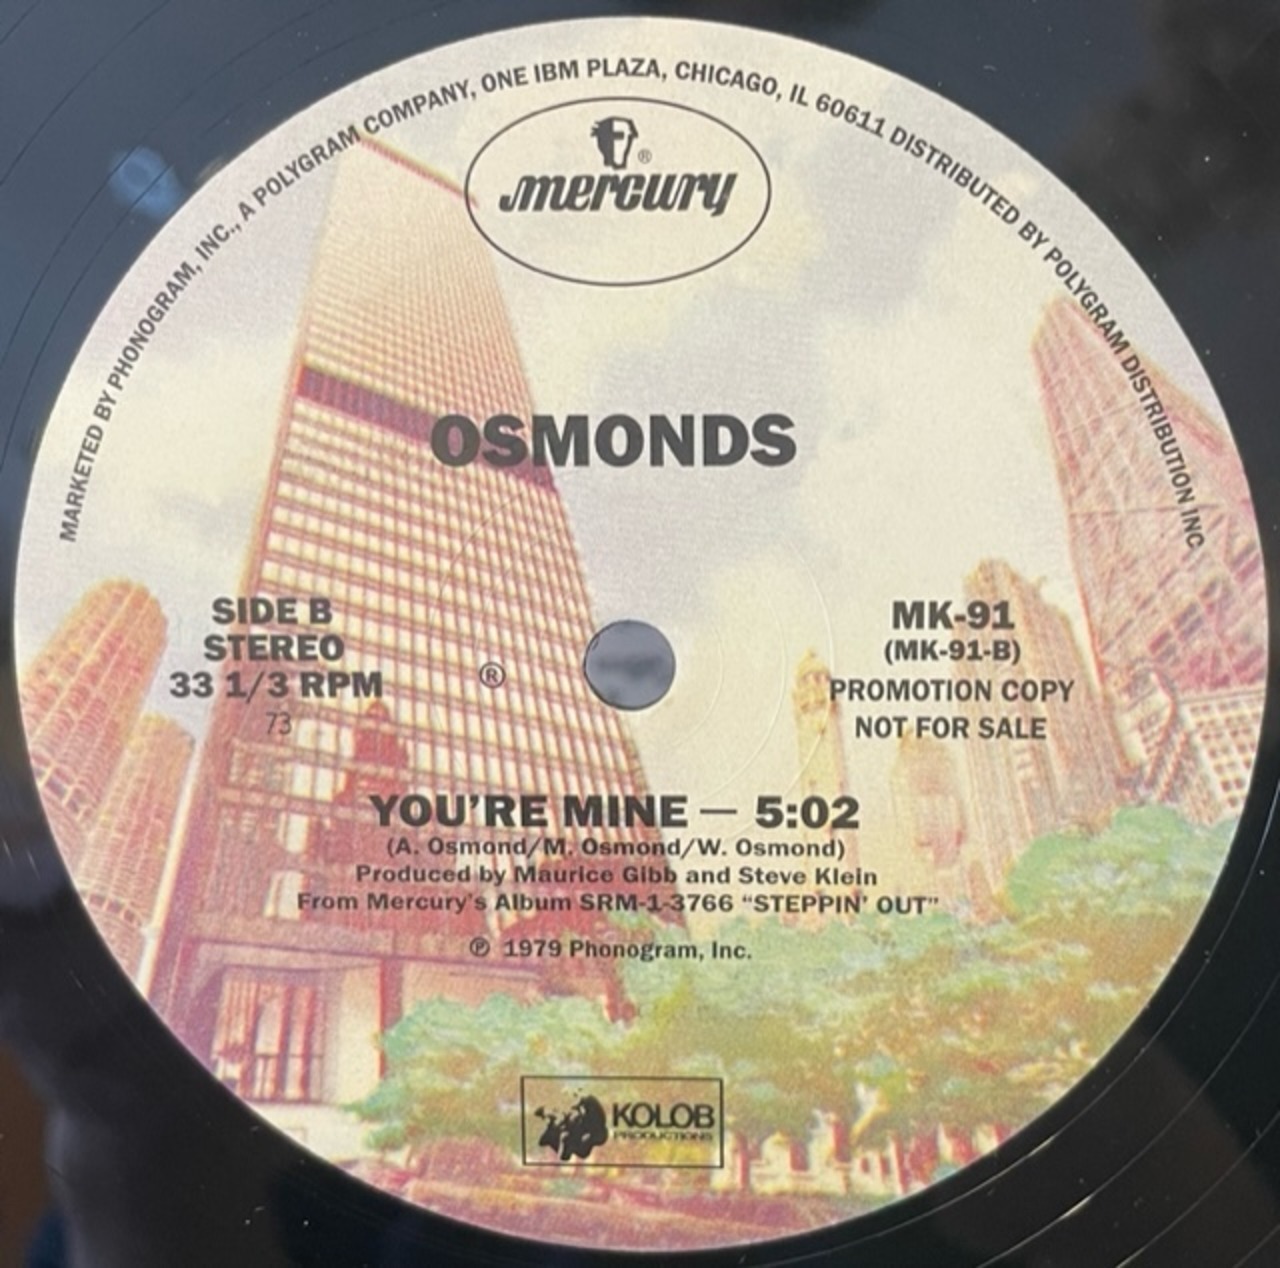 MARKETED BY PHONOGRAM, INC., A POLYGRAM COMPANY, ONE IBM PLAZA, CHICAGO, IL 60611 DISTRIBUTED BY POLYGRAM DISTRIBUTION INC
®
mercury
OSMONDS
SIDE B
STEREO
33 1/3 RPM
73
®
MK-91
(MK-91-B)
PROMOTION COPY
NOT FOR SALE
YOU'RE MINE — 5:02
(A. Osmond/M. Osmond/W. Osmond)
Produced by Maurice Gibb and Steve Klein
From Mercury's Album SRM-1-3766 “STEPPIN' OUT”
℗ 1979 Phonogram, Inc.
KOLOB
PRODUCTIONS